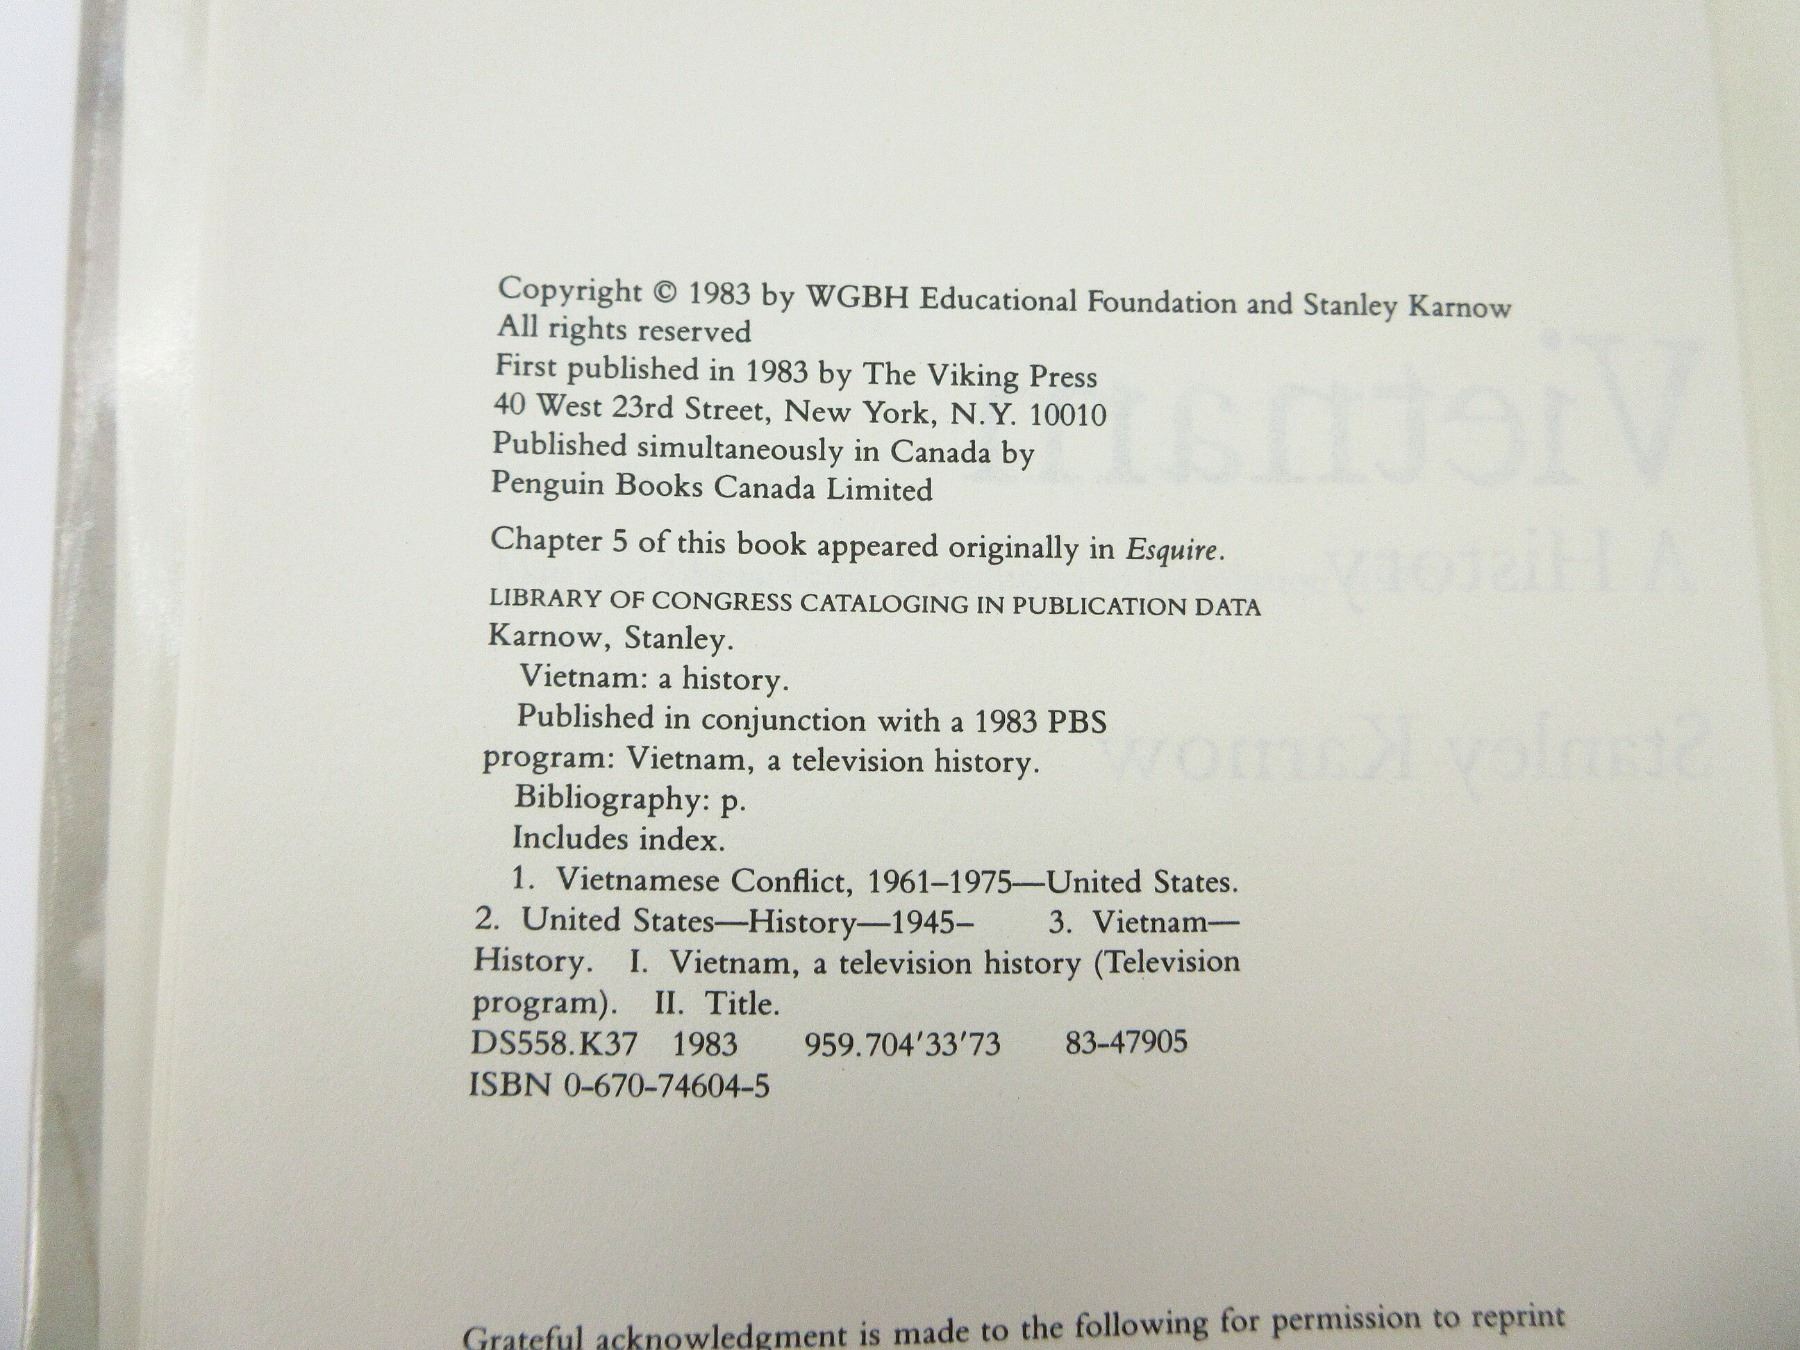 Copyright © 1983 by WGBH Educational Foundation and Stanley Karnow
All rights reserved
First published in 1983 by The Viking Press
40 West 23rd Street, New York, N.Y. 10010
Published simultaneously in Canada by
Penguin Books Canada Limited
Chapter 5 of this book appeared originally in Esquire.
LIBRARY OF CONGRESS CATALOGING IN PUBLICATION DATA
Karnow, Stanley.
Vietnam: a history.
Published in conjunction with a 1983 PBS
program: Vietnam, a television history.
Bibliography: p.
Includes index.
1. Vietnamese Conflict, 1961–1975—United States.
2. United States—History—1945– 3. Vietnam—
History. I. Vietnam, a television history (Television
program). II. Title.
DS558.K37 1983 959.704'33'73 83-47905
ISBN 0-670-74604-5
Grateful acknowledgment is made to the following for permission to reprint
Vietnam
A History
Stanley Karnow